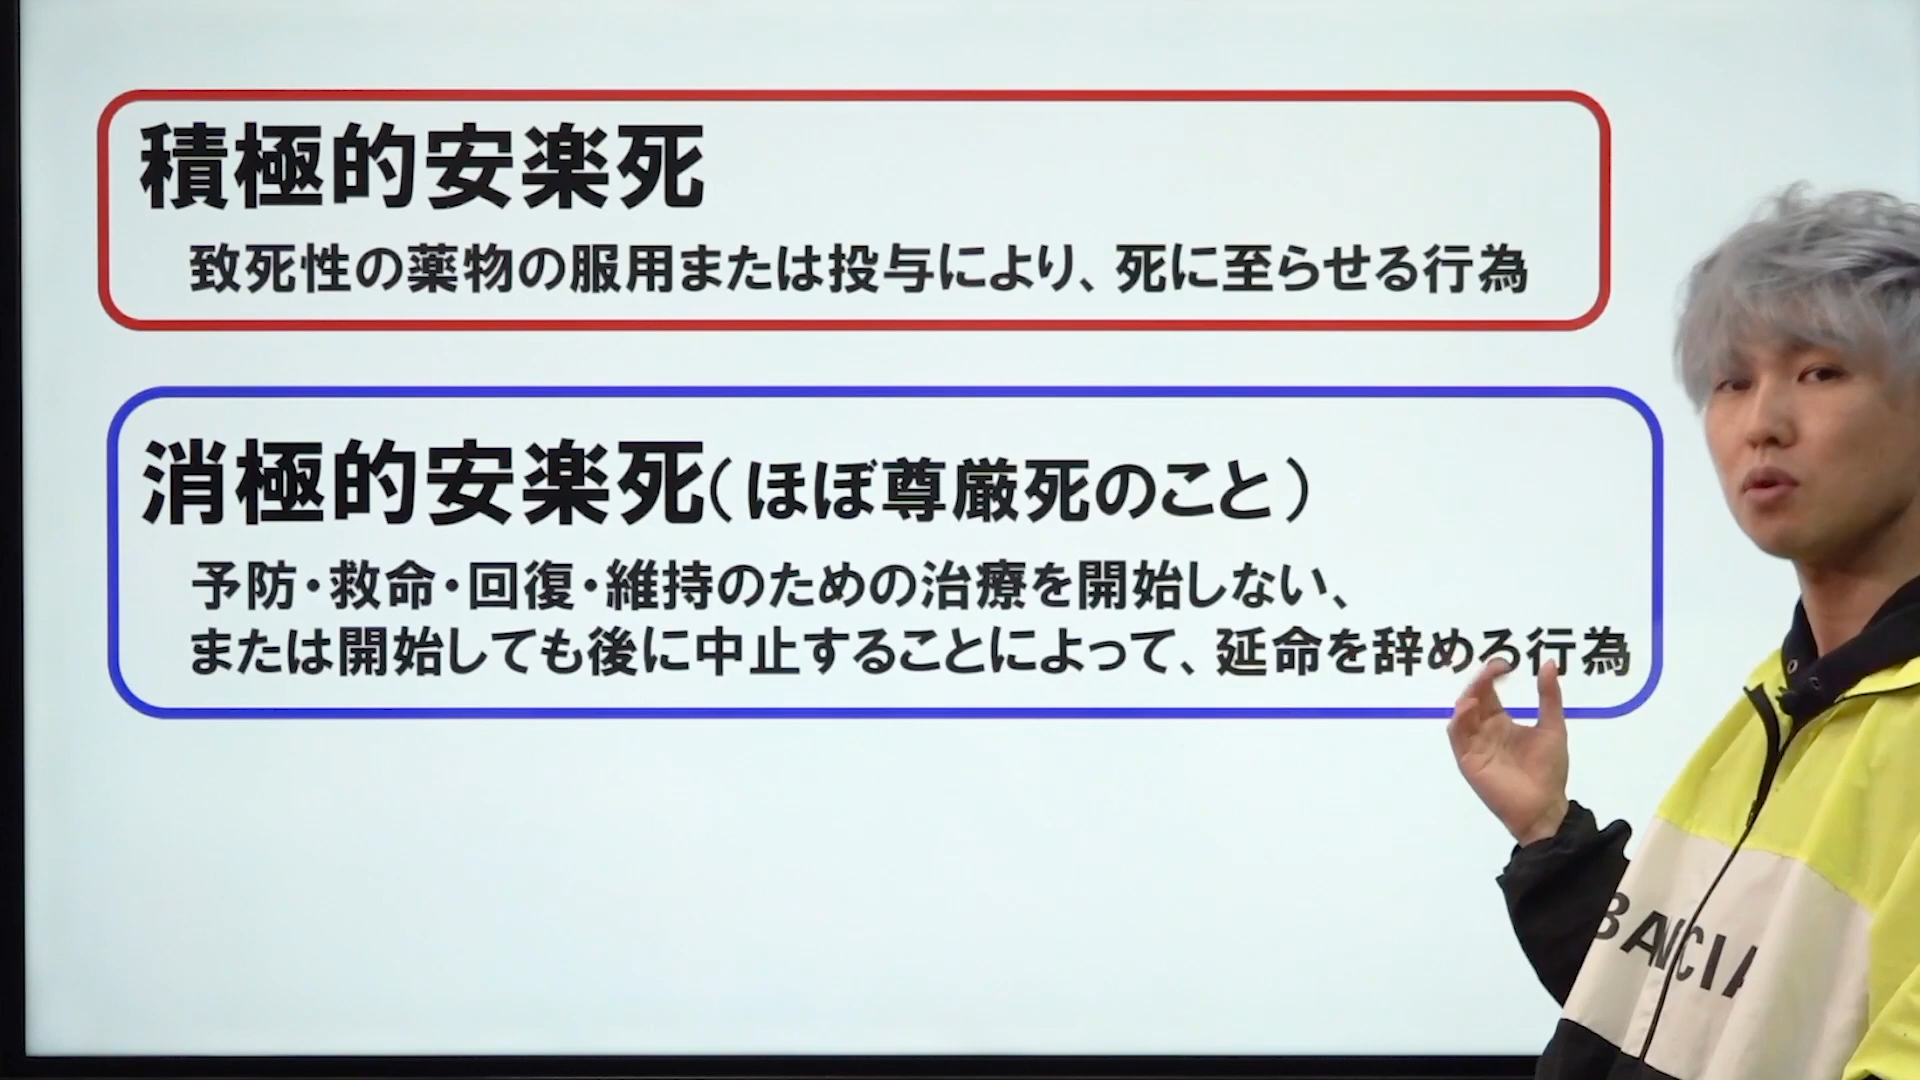 積極的安楽死
致死性の薬物の服用または投与により、死に至らせる行為
消極的安楽死（ほぼ尊厳死のこと）
予防・救命・回復・維持のための治療を開始しない、
または開始しても後に中止することによって、延命を辞める行為